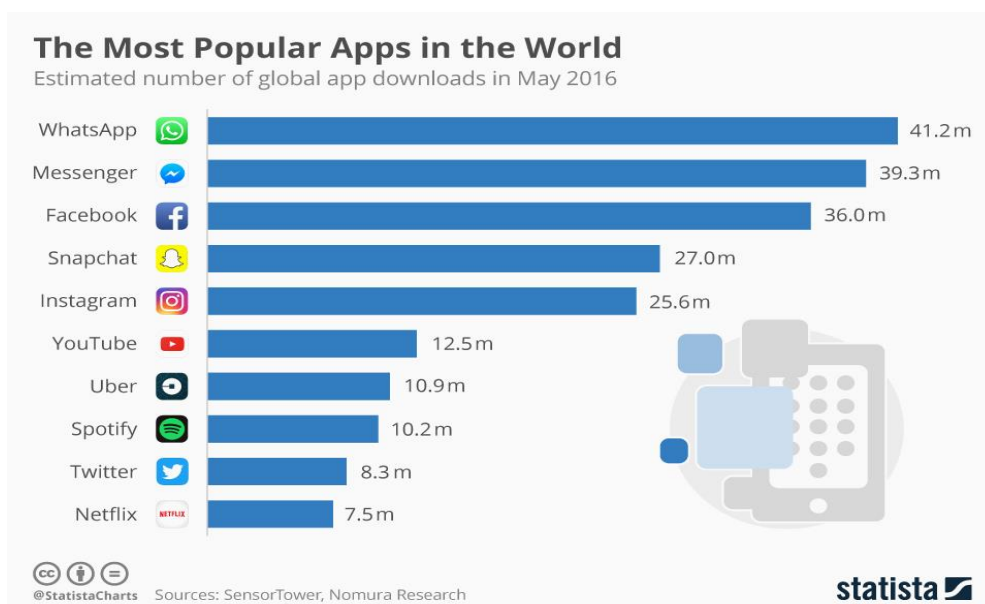 The Most Popular Apps in the World
Estimated number of global app downloads in May 2016
WhatsApp 41.2m
Messenger 39.3m
Facebook 36.0m
Snapchat 27.0m
Instagram 25.6m
YouTube 12.5m
Uber 10.9m
Spotify 10.2m
Twitter 8.3m
Netflix NETFLIX 7.5m
cc
@StatistaCharts Sources: SensorTower, Nomura Research
statista